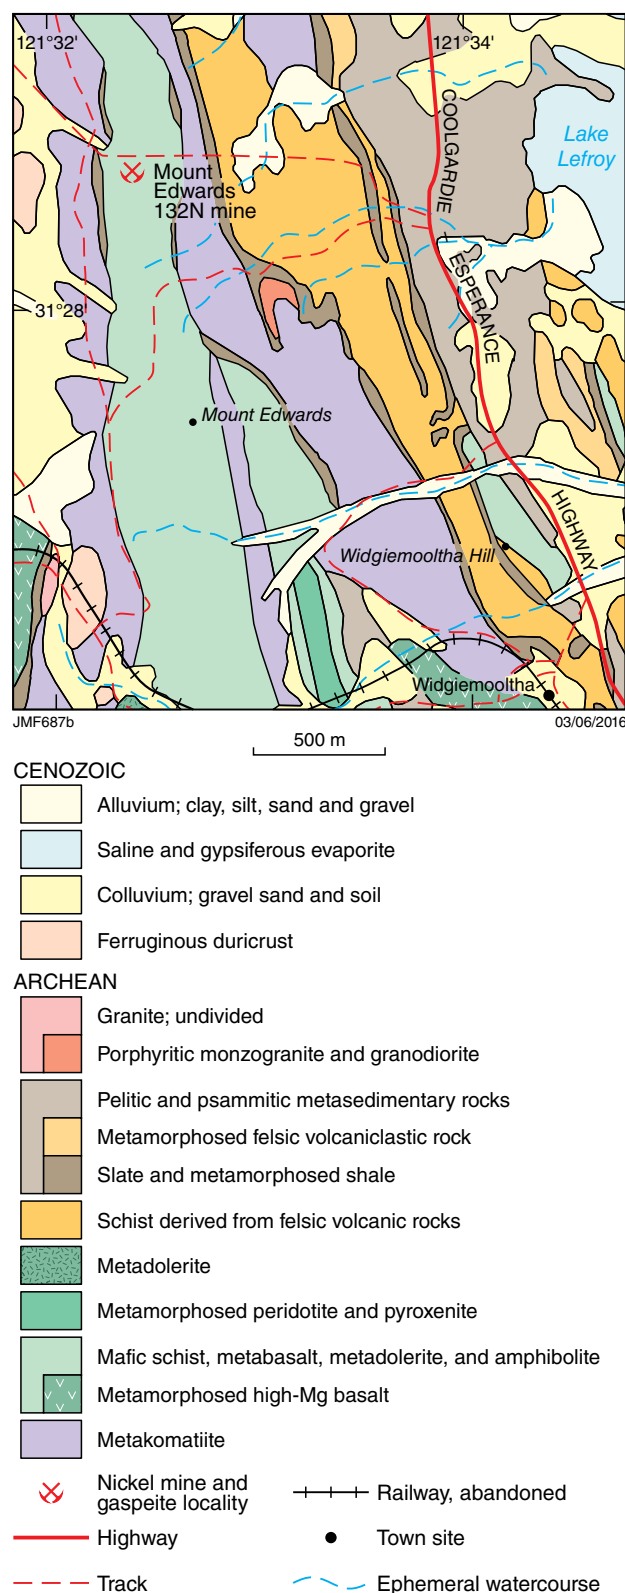 121°32'
121°34'
COOLGARDIE
Lake
Lefroy
Mount
Edwards
132N mine
ESPERANCE
31°28'
Mount Edwards
HIGHWAY
Widgiemooltha Hill
Widgiemooltha
JMF687b
03/06/2016
500 m
CENOZOIC
Alluvium; clay, silt, sand and gravel
Saline and gypsiferous evaporite
Colluvium; gravel sand and soil
Ferruginous duricrust
ARCHEAN
Granite; undivided
Porphyritic monzogranite and granodiorite
Pelitic and psammitic metasedimentary rocks
Metamorphosed felsic volcaniclastic rock
Slate and metamorphosed shale
Schist derived from felsic volcanic rocks
Metadolerite
Metamorphosed peridotite and pyroxenite
Mafic schist, metabasalt, metadolerite, and amphibolite
Metamorphosed high-Mg basalt
Metakomatiite
Nickel mine and
gaspeite locality
Railway, abandoned
Highway
Town site
Track
Ephemeral watercourse